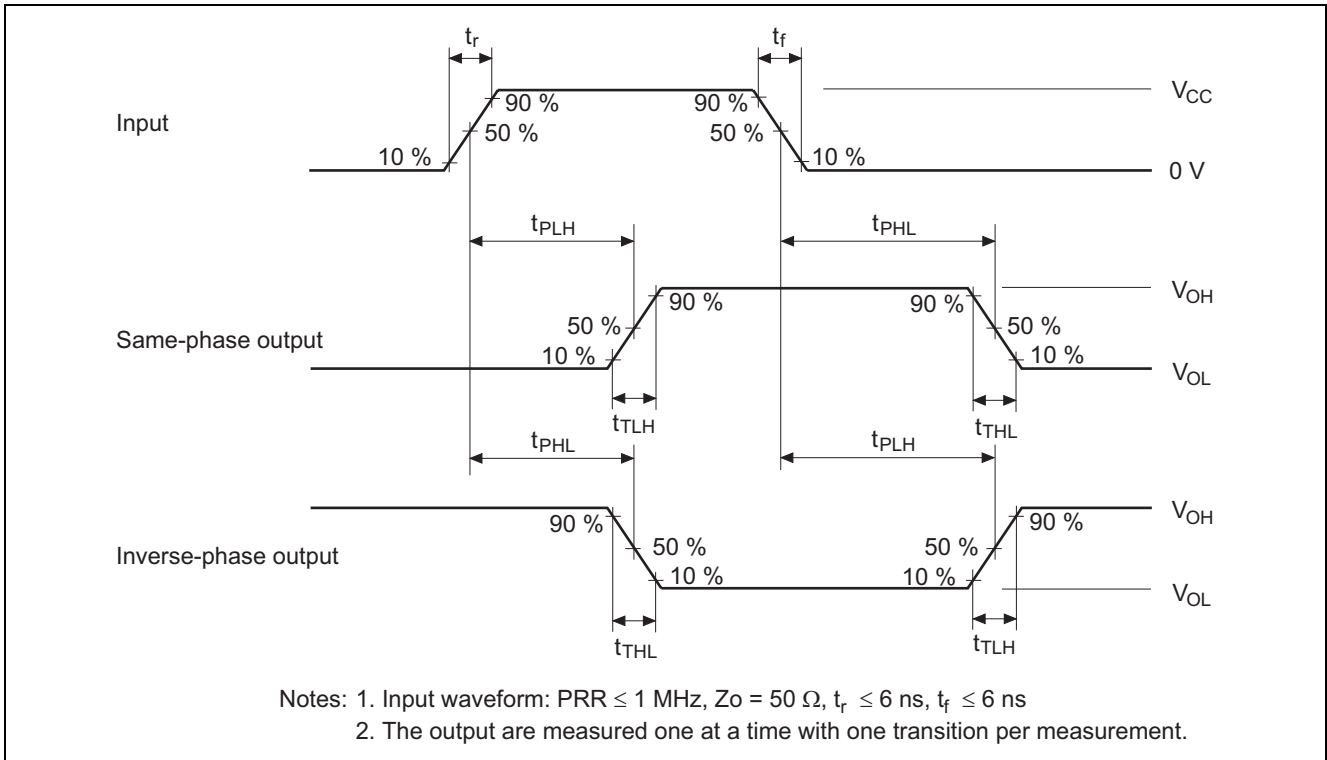 tr
tf
90 %
90 %
VCC
Input
50 %
50 %
10 %
10 %
0 V
tPLH
tPHL
90 %
90 %
VOH
Same-phase output
50 %
50 %
10 %
10 %
VOL
tTLH
tTHL
tPHL
tPLH
90 %
90 %
VOH
Inverse-phase output
50 %
50 %
10 %
10 %
VOL
tTHL
tTLH
Notes: 1. Input waveform: PRR ≤ 1 MHz, Zo = 50 Ω, tr ≤ 6 ns, tf ≤ 6 ns
2. The output are measured one at a time with one transition per measurement.